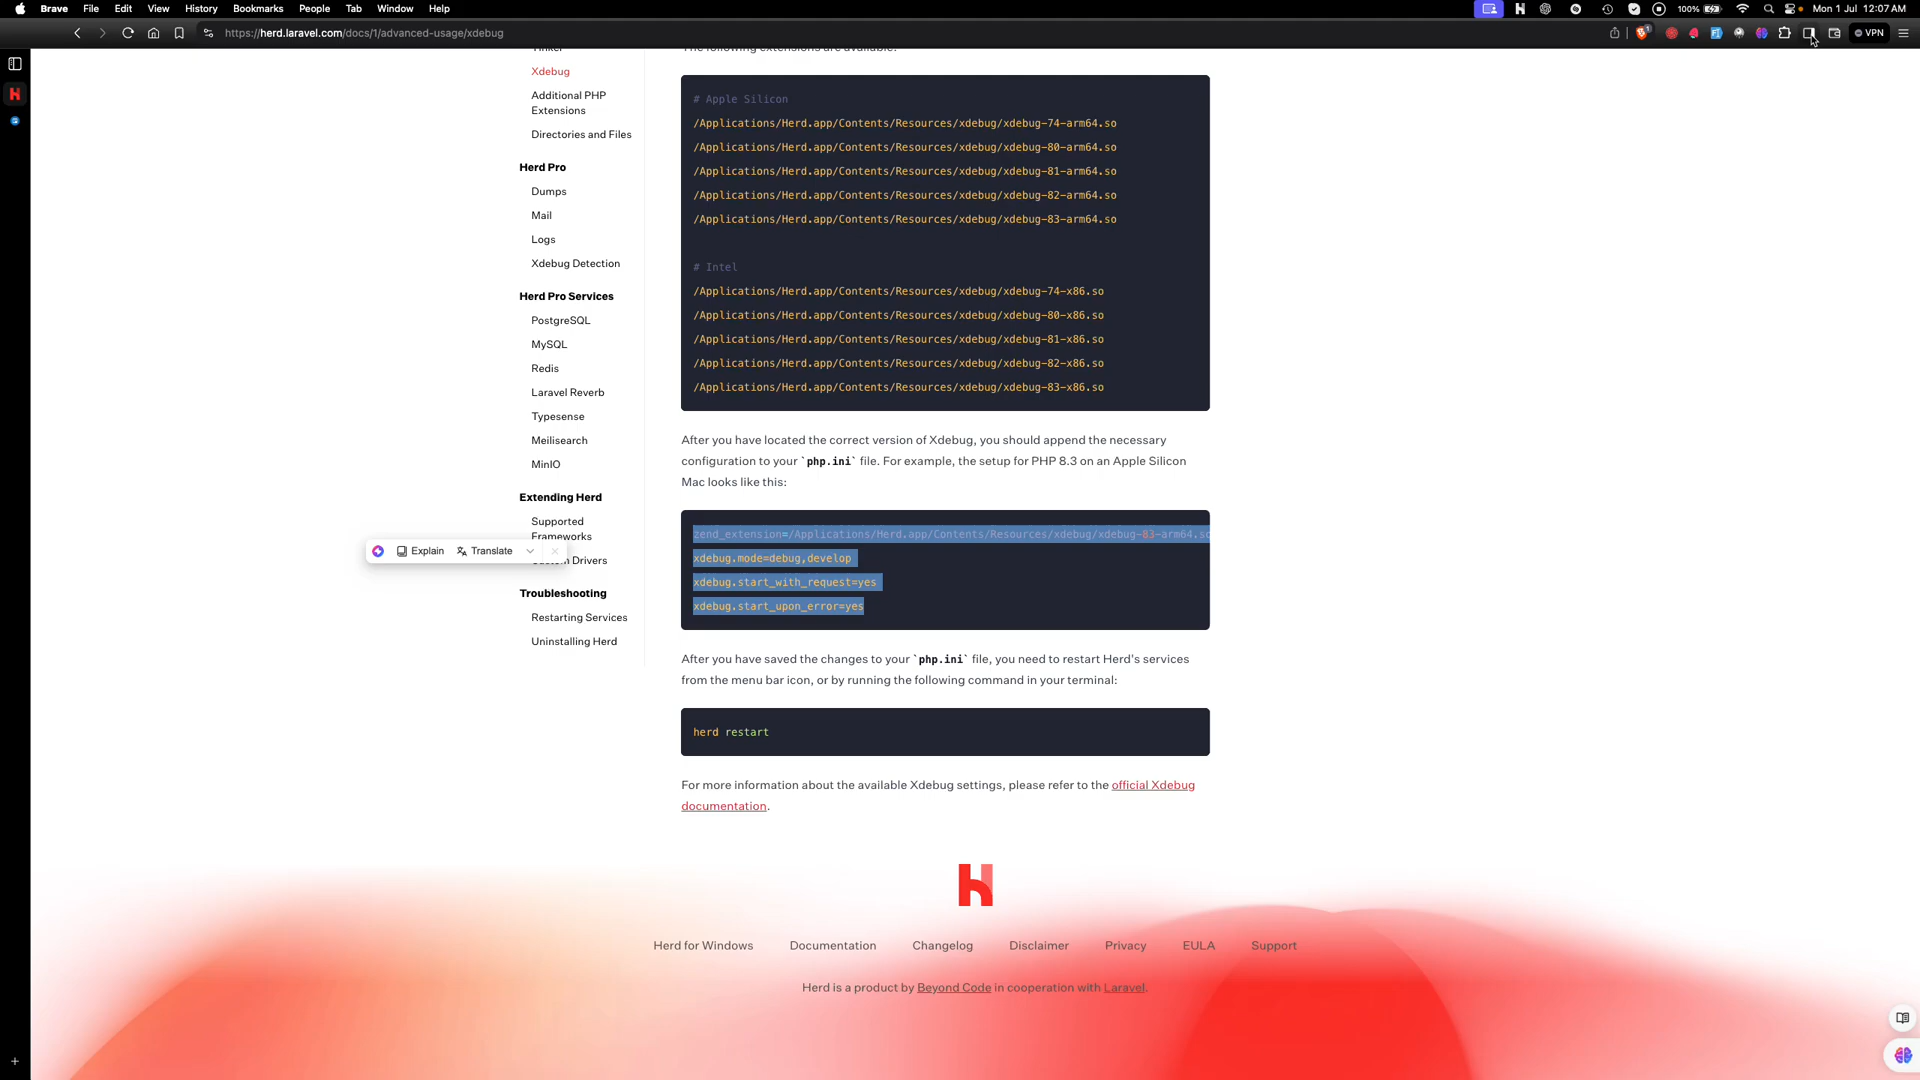 Brave File Edit View History Bookmarks People Tab Window Help 100% Mon 1 Jul 12:07 AM
https://herd.laravel.com/docs/1/advanced-usage/xdebug
1
VPN
Tinker
Xdebug
Additional PHP
Extensions
Directories and Files
Herd Pro
Dumps
Mail
Logs
Xdebug Detection
Herd Pro Services
PostgreSQL
MySQL
Redis
Laravel Reverb
Typesense
Meilisearch
MinIO
Extending Herd
Supported
Frameworks
Custom Drivers
Troubleshooting
Restarting Services
Uninstalling Herd
Explain Translate
The following extensions are available:
# Apple Silicon
/Applications/Herd.app/Contents/Resources/xdebug/xdebug-74-arm64.so
/Applications/Herd.app/Contents/Resources/xdebug/xdebug-80-arm64.so
/Applications/Herd.app/Contents/Resources/xdebug/xdebug-81-arm64.so
/Applications/Herd.app/Contents/Resources/xdebug/xdebug-82-arm64.so
/Applications/Herd.app/Contents/Resources/xdebug/xdebug-83-arm64.so
# Intel
/Applications/Herd.app/Contents/Resources/xdebug/xdebug-74-x86.so
/Applications/Herd.app/Contents/Resources/xdebug/xdebug-80-x86.so
/Applications/Herd.app/Contents/Resources/xdebug/xdebug-81-x86.so
/Applications/Herd.app/Contents/Resources/xdebug/xdebug-82-x86.so
/Applications/Herd.app/Contents/Resources/xdebug/xdebug-83-x86.so
After you have located the correct version of Xdebug, you should append the necessary
configuration to your `php.ini` file. For example, the setup for PHP 8.3 on an Apple Silicon
Mac looks like this:
zend_extension=/Applications/Herd.app/Contents/Resources/xdebug/xdebug-83-arm64.so
xdebug.mode=debug,develop
xdebug.start_with_request=yes
xdebug.start_upon_error=yes
After you have saved the changes to your `php.ini` file, you need to restart Herd's services
from the menu bar icon, or by running the following command in your terminal:
herd restart
For more information about the available Xdebug settings, please refer to the official Xdebug
documentation.
Herd for Windows Documentation Changelog Disclaimer Privacy EULA Support
Herd is a product by Beyond Code in cooperation with Laravel.